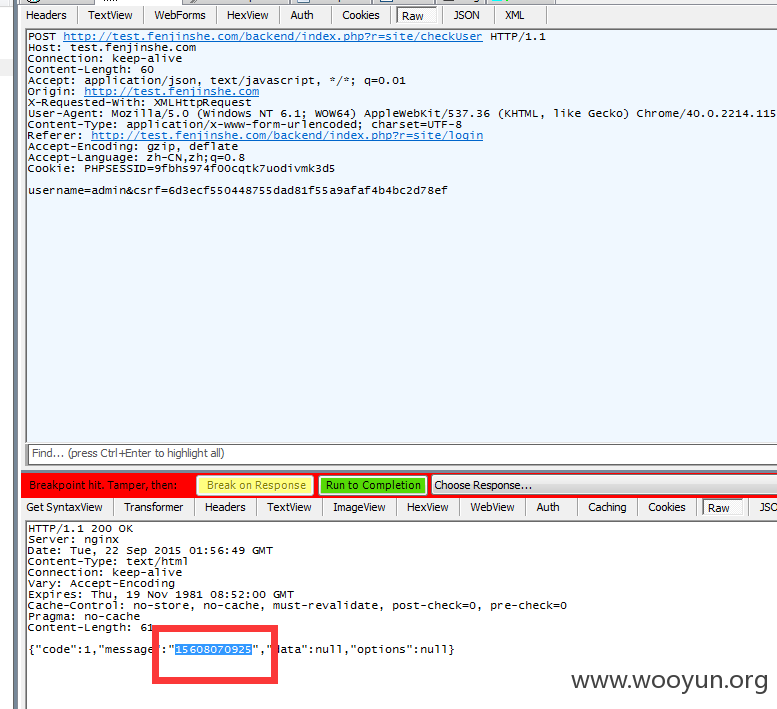 Headers TextView WebForms HexView Auth Cookies Raw JSON XML
POST http://test.fenjinshe.com/backend/index.php?r=site/checkUser HTTP/1.1
Host: test.fenjinshe.com
Connection: keep-alive
Content-Length: 60
Accept: application/json, text/javascript, */*; q=0.01
Origin: http://test.fenjinshe.com
X-Requested-With: XMLHttpRequest
User-Agent: Mozilla/5.0 (Windows NT 6.1; WOW64) AppleWebKit/537.36 (KHTML, like Gecko) Chrome/40.0.2214.115
Content-Type: application/x-www-form-urlencoded; charset=UTF-8
Referer: http://test.fenjinshe.com/backend/index.php?r=site/login
Accept-Encoding: gzip, deflate
Accept-Language: zh-CN,zh;q=0.8
Cookie: PHPSESSID=9fbhs974f00cqtk7uodivmk3d5
username=admin&csrf=6d3ecf550448755dad81f55a9afaf4b4bc2d78ef
Find... (press Ctrl+Enter to highlight all)
Breakpoint hit. Tamper, then: Break on Response Run to Completion Choose Response...
Get SyntaxView Transformer Headers TextView ImageView HexView WebView Auth Caching Cookies Raw JSO
HTTP/1.1 200 OK
Server: nginx
Date: Tue, 22 Sep 2015 01:56:49 GMT
Content-Type: text/html
Connection: keep-alive
Vary: Accept-Encoding
Expires: Thu, 19 Nov 1981 08:52:00 GMT
Cache-Control: no-store, no-cache, must-revalidate, post-check=0, pre-check=0
Pragma: no-cache
Content-Length: 61
{"code":1,"message":"15608070925","data":null,"options":null}
www.wooyun.org